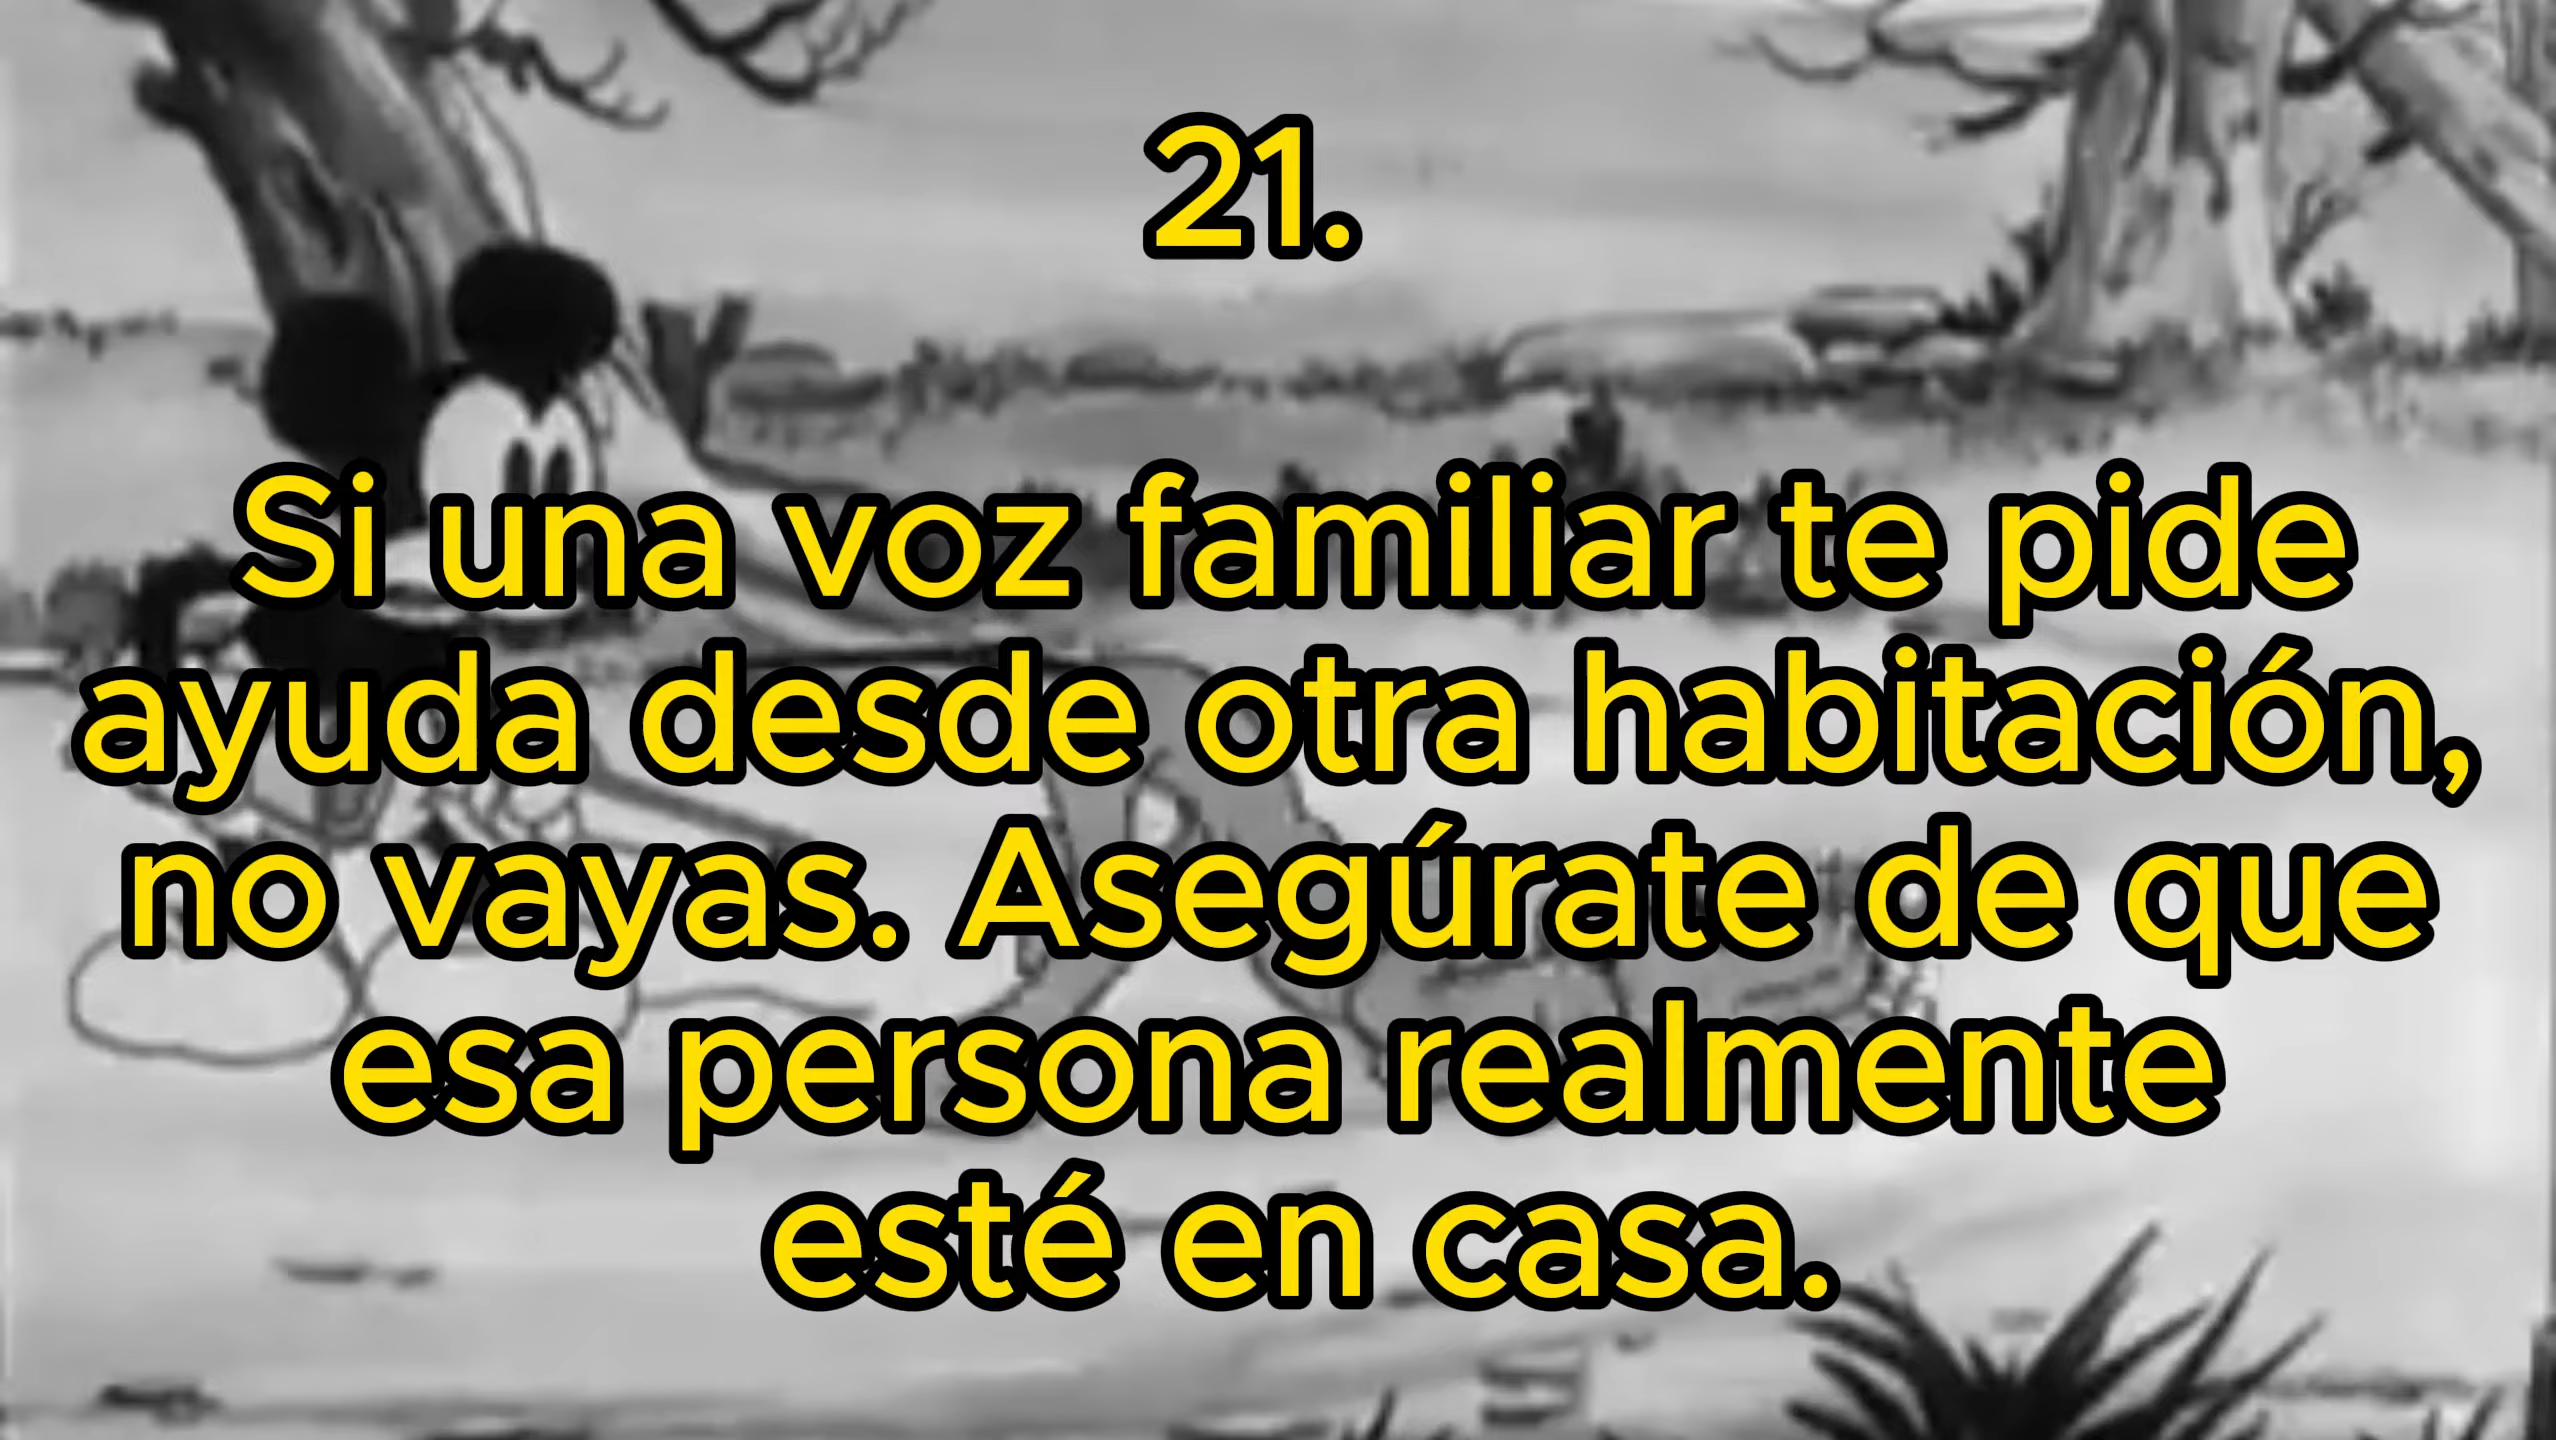 21.
Si una voz familiar te pide
ayuda desde otra habitación,
no vayas. Asegúrate de que
esa persona realmente
esté en casa.